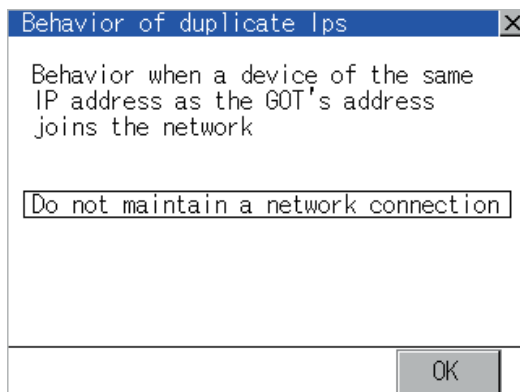 Behavior of duplicate Ips
Behavior when a device of the same
IP address as the GOT's address
joins the network
Do not maintain a network connection
OK